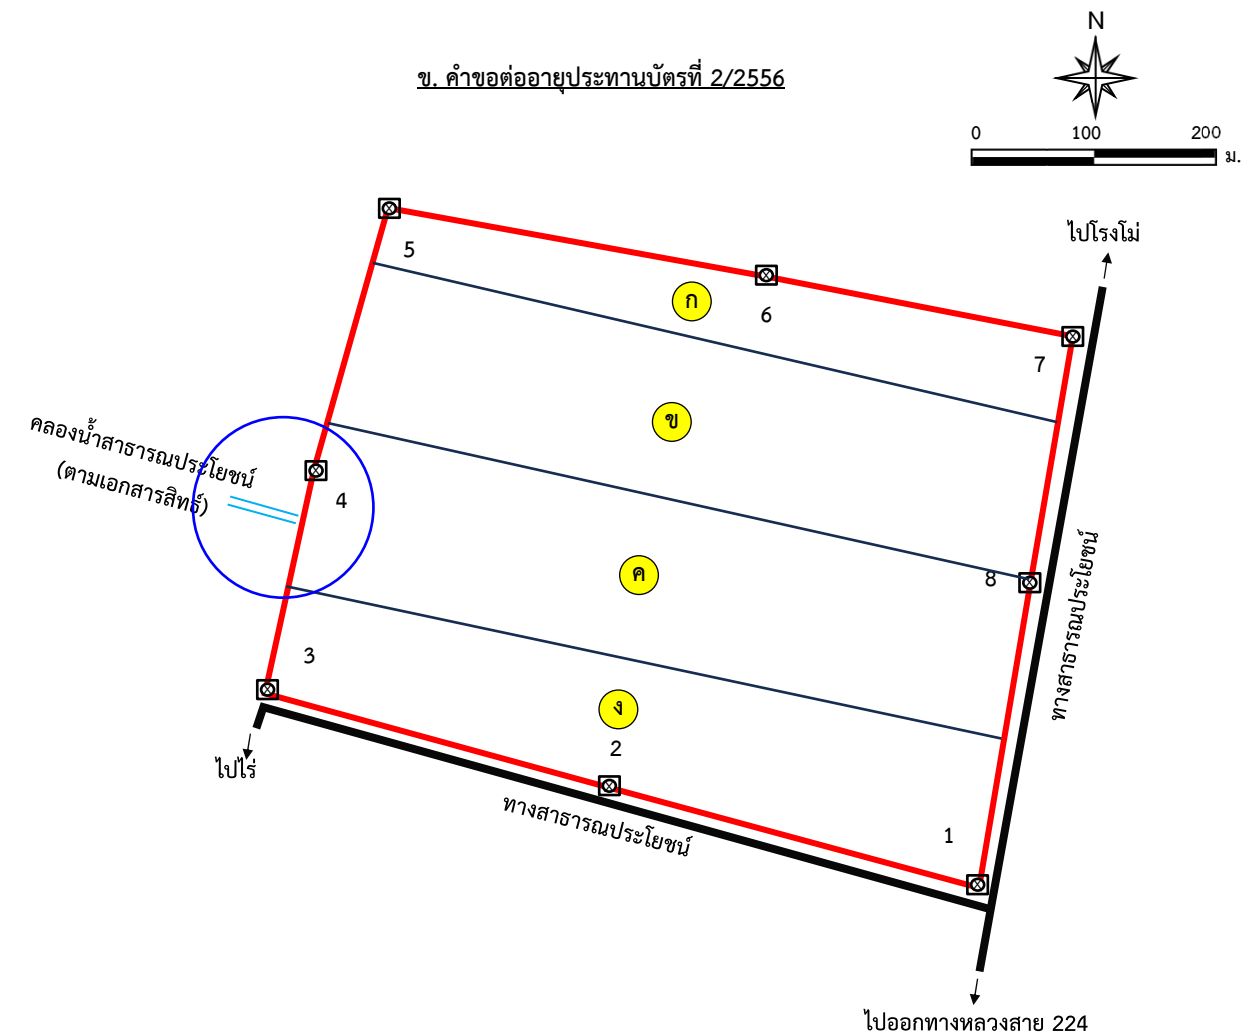 N
ข. คำขอต่ออายุประทานบัตรที่ 2/2556
0 100 200
ม.
ไปโรงโม่
5
ก
6
7
ข
คลองน้ำสาธารณประโยชน์
(ตามเอกสารสิทธิ์)
4
ค
8
ทางสาธารณประโยชน์
3
ง
2
ไปไร่
ทางสาธารณประโยชน์
1
ไปออกทางหลวงสาย 224